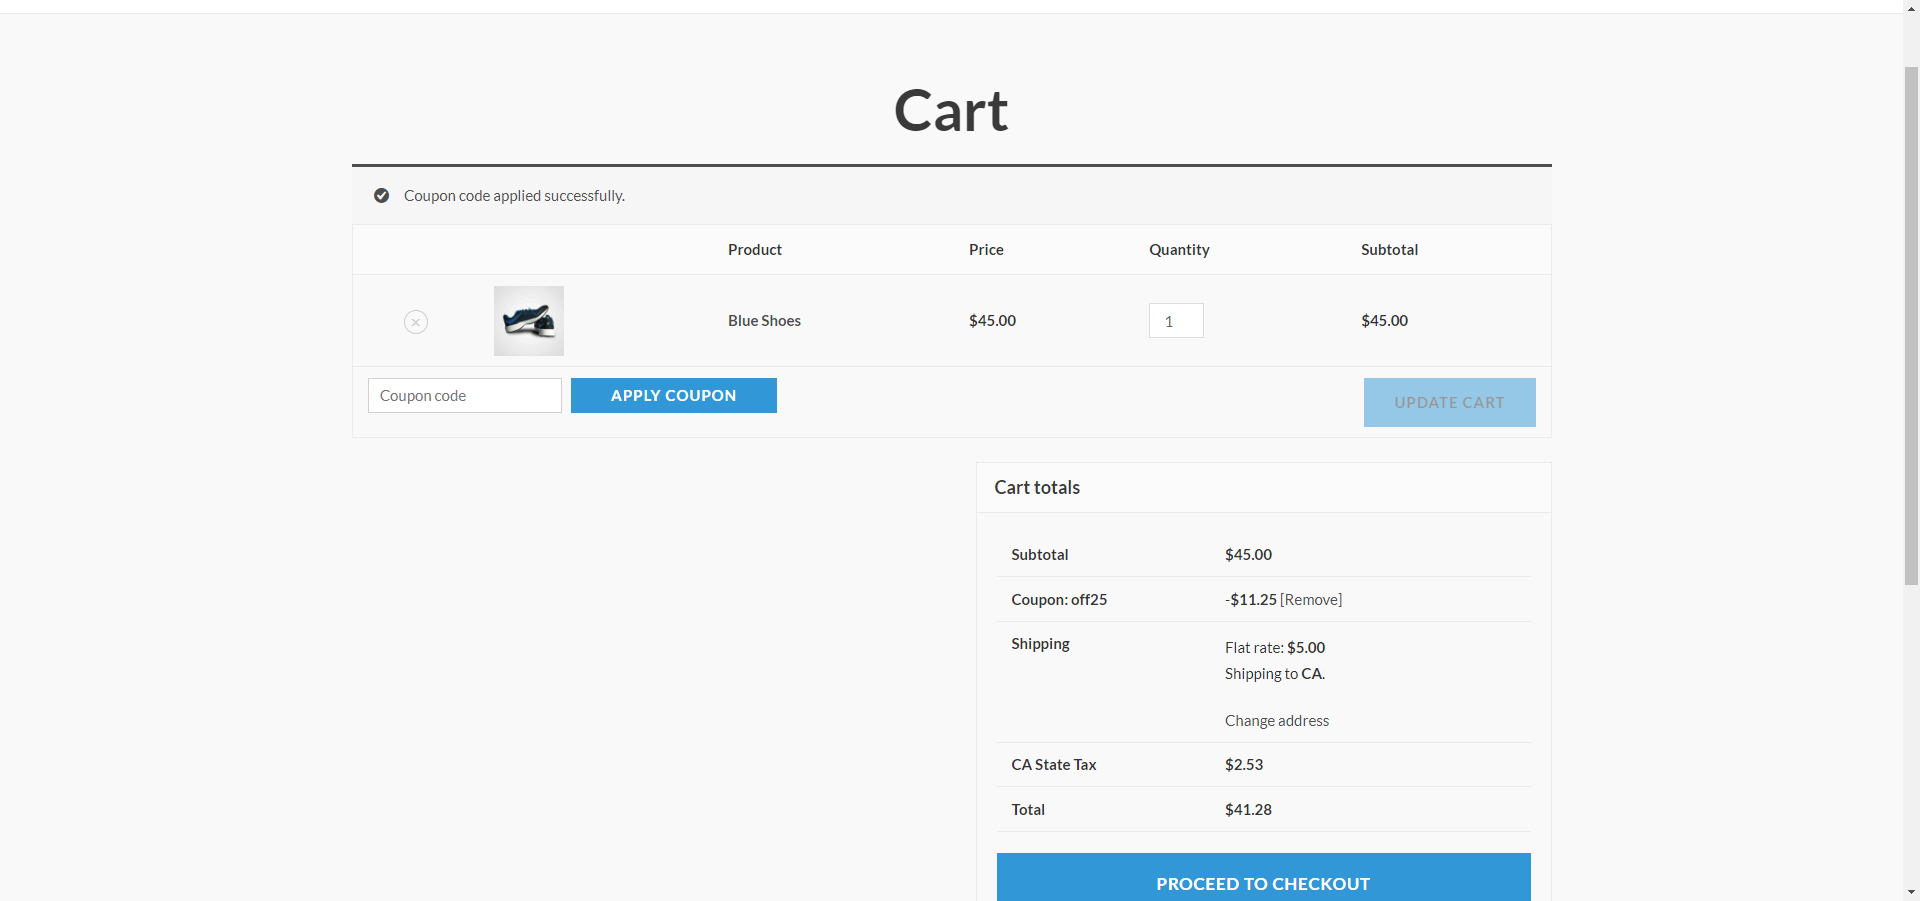 Cart
Coupon code applied successfully.
Product Price Quantity Subtotal
Blue Shoes $45.00 1 $45.00
Coupon code APPLY COUPON UPDATE CART
Cart totals
Subtotal $45.00
Coupon: off25 -$11.25 [Remove]
Shipping Flat rate: $5.00
Shipping to CA.
Change address
CA State Tax $2.53
Total $41.28
PROCEED TO CHECKOUT